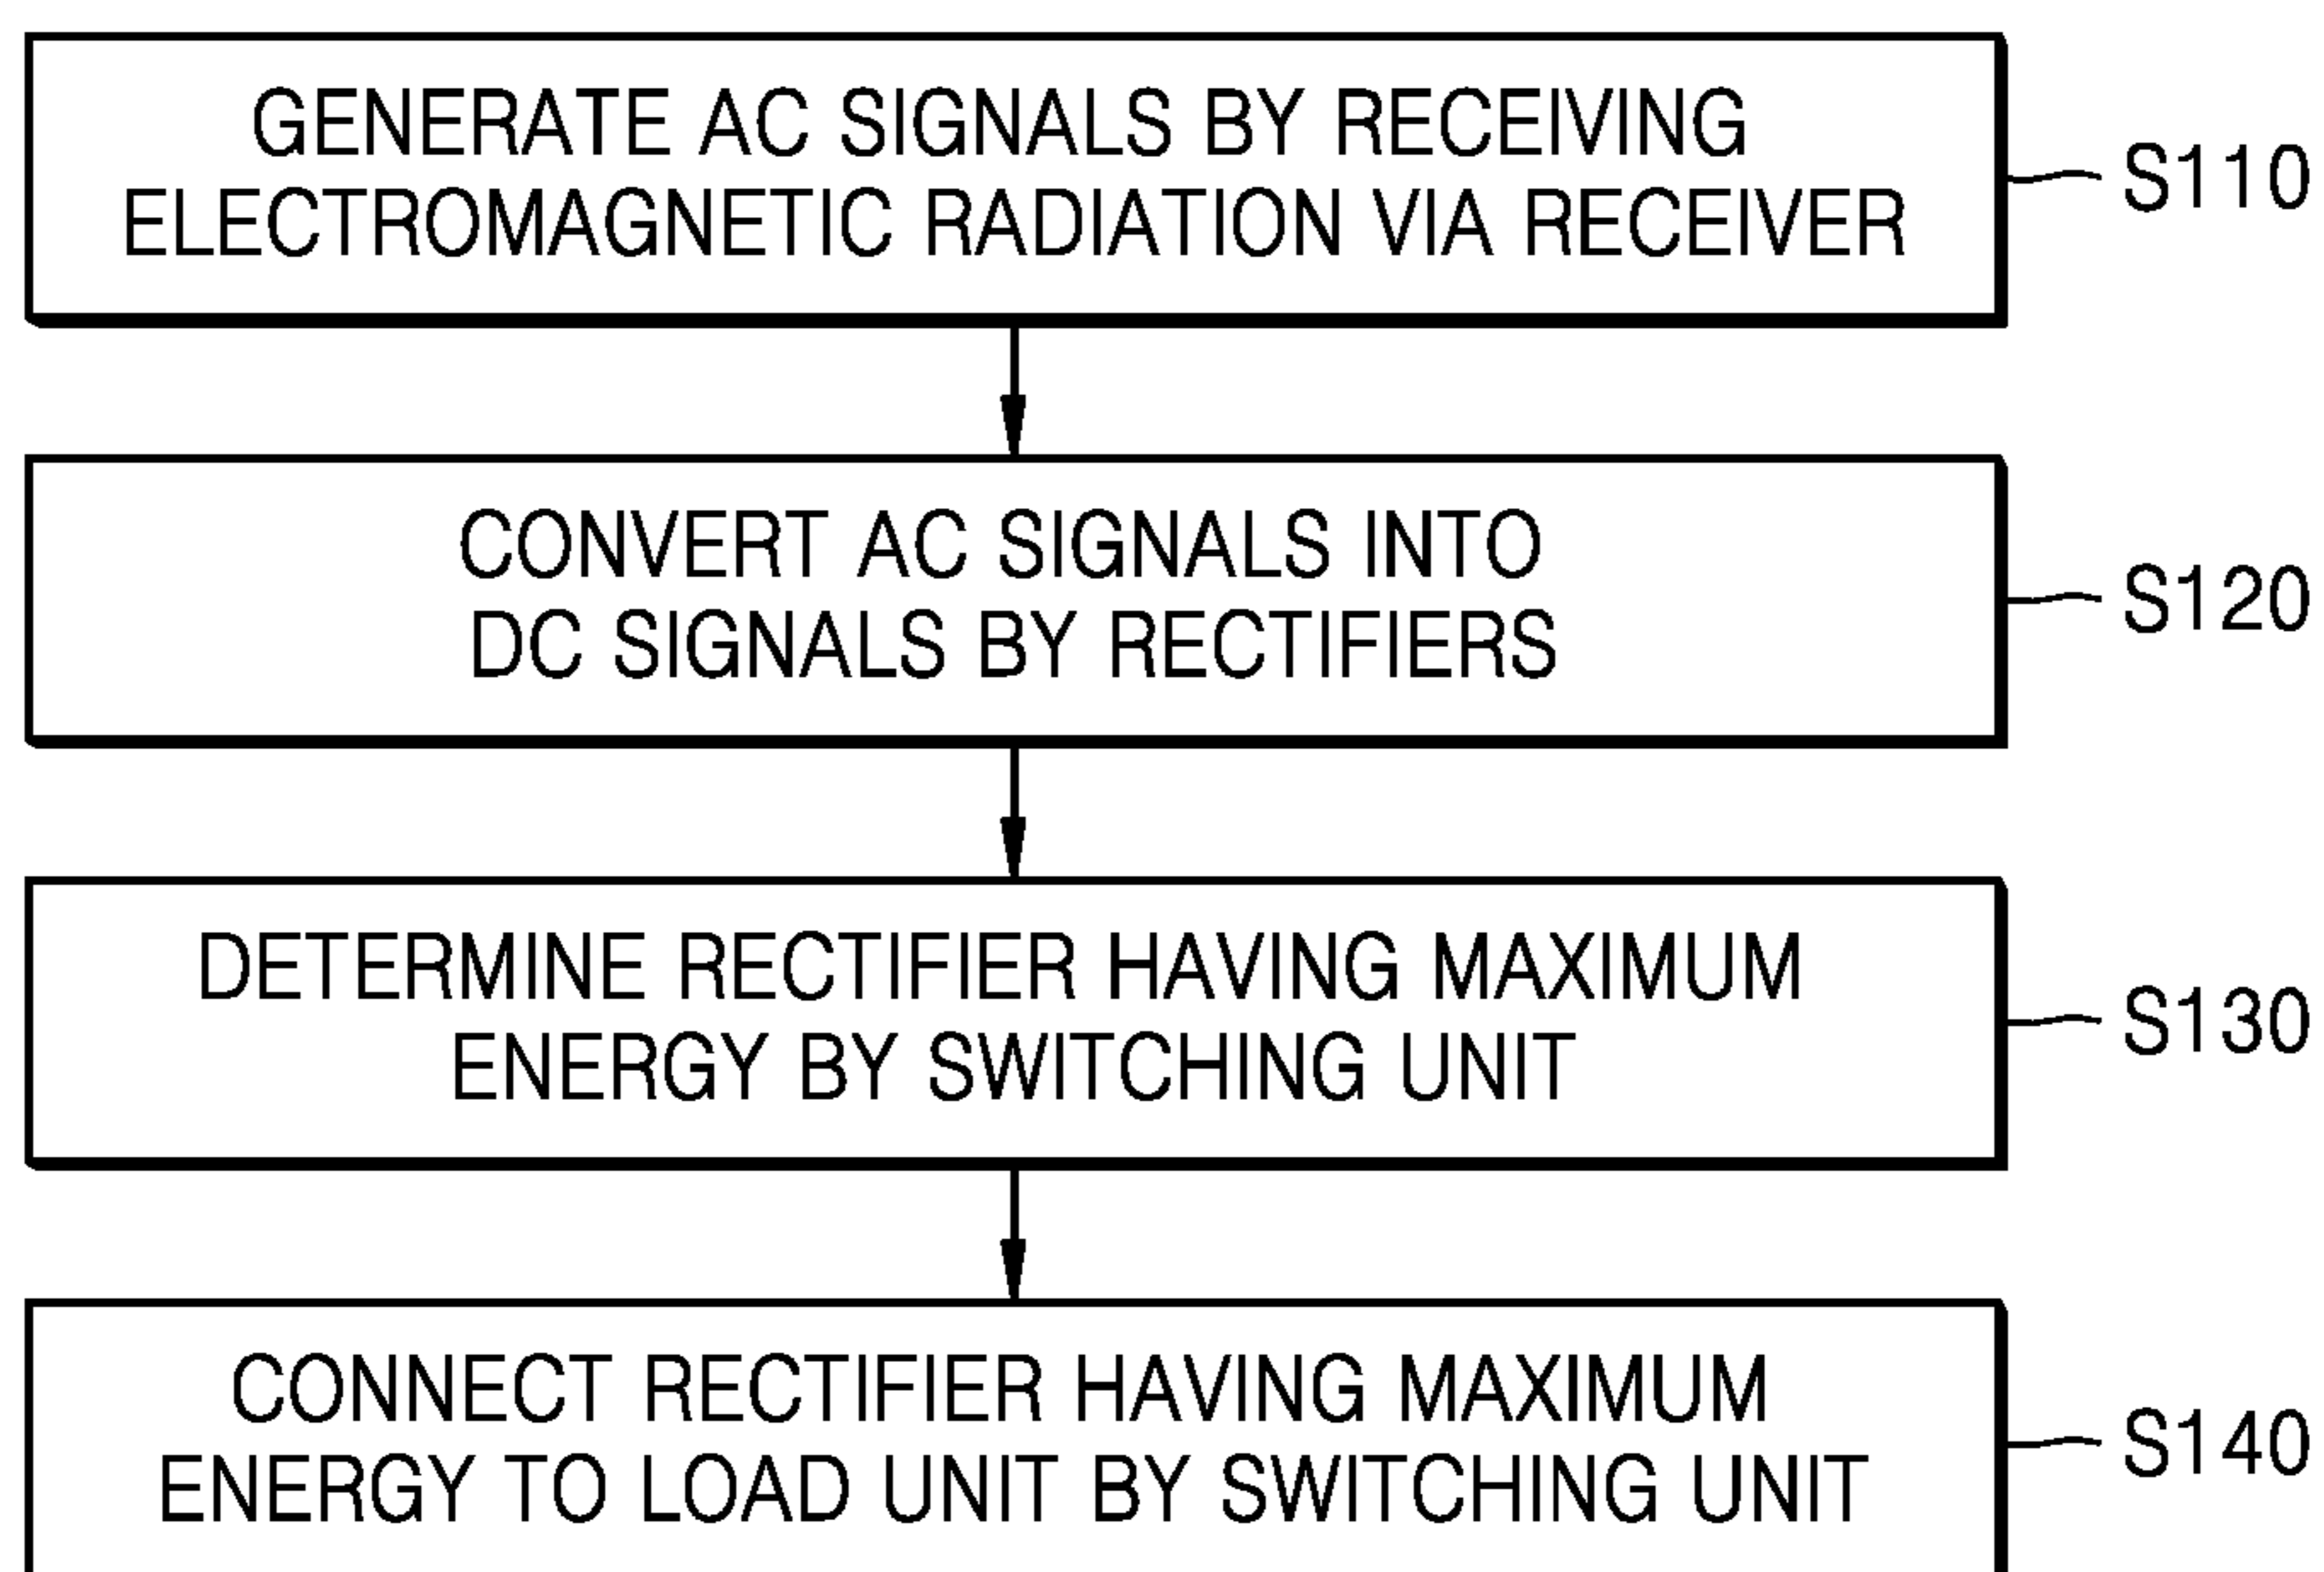 GENERATE AC SIGNALS BY RECEIVING
ELECTROMAGNETIC RADIATION VIA RECEIVER
S110
CONVERT AC SIGNALS INTO
DC SIGNALS BY RECTIFIERS
S120
DETERMINE RECTIFIER HAVING MAXIMUM
ENERGY BY SWITCHING UNIT
S130
CONNECT RECTIFIER HAVING MAXIMUM
ENERGY TO LOAD UNIT BY SWITCHING UNIT
S140